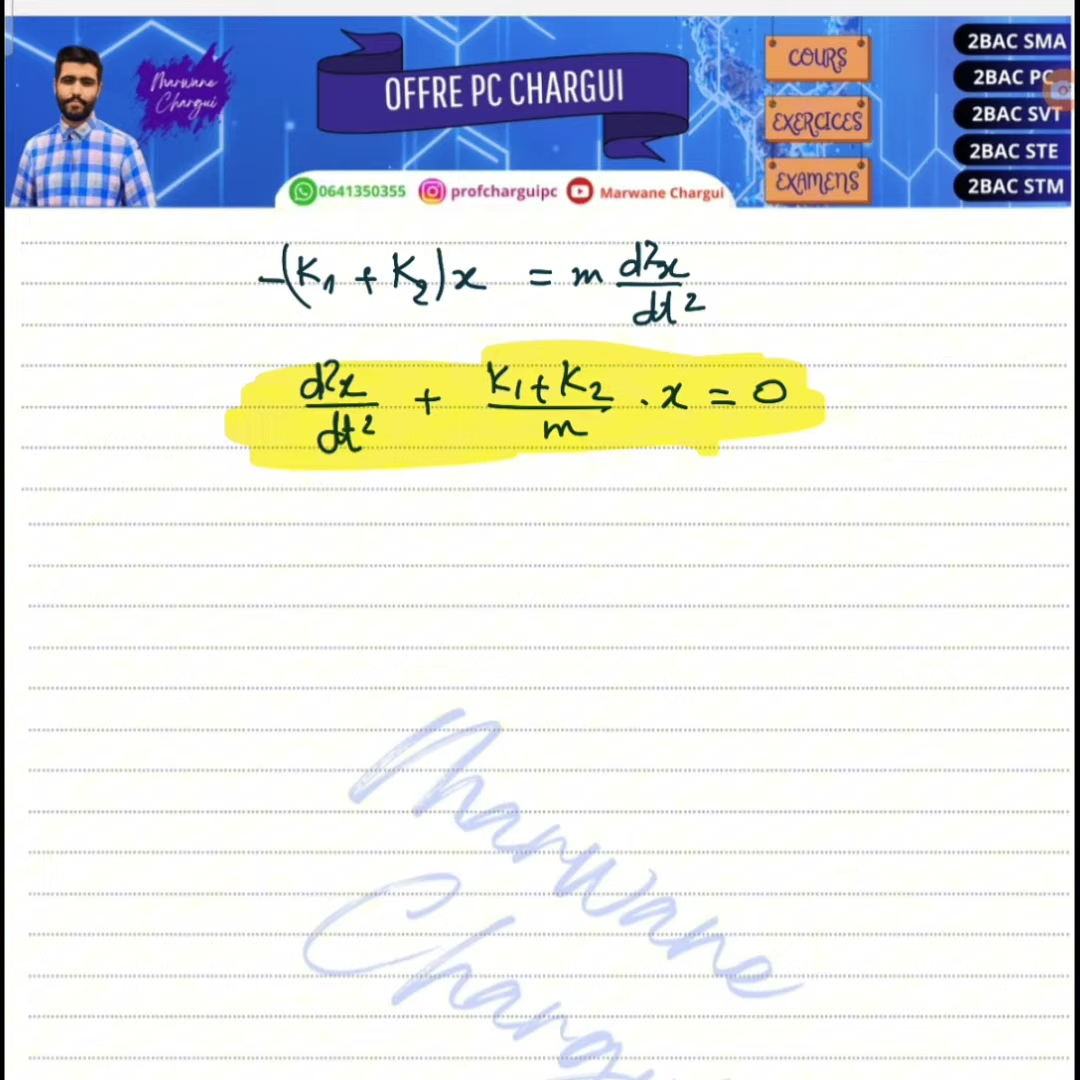 Marwane
Chargui
OFFRE PC CHARGUI
COURS
EXERCICES
EXAMENS
2BAC SMA
2BAC PC
2BAC SVT
2BAC STE
2BAC STM
0641350355 profcharguipc Marwane Chargui
-(K₁ + K₂)x = m d²x/dt²
d²x/dt² + K₁+K₂/m . x = 0
Marwane
Chargu